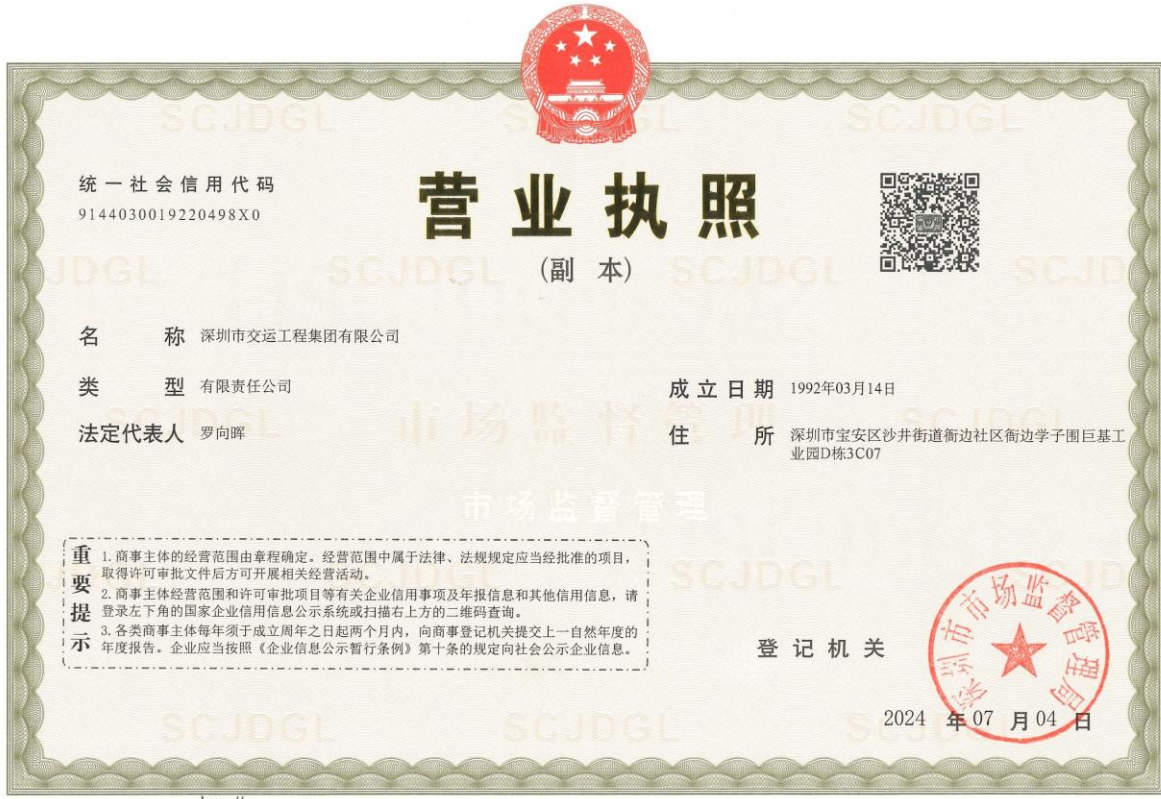 统一社会信用代码
9144030019220498X0
营业执照
(副 本)
名 称 深圳市交运工程集团有限公司
类 型 有限责任公司
法定代表人 罗向晖
成立日期 1992年03月14日
住 所 深圳市宝安区沙井街道衙边社区衙边学子围巨基工
业园D栋3C07
市场监督管理
市场监督管理
重要提示
1. 商事主体的经营范围由章程确定。经营范围中属于法律、法规规定应当经批准的项目，
取得许可审批文件后方可开展相关经营活动。
2. 商事主体经营范围和许可审批项目等有关企业信用事项及年报信息和其他信用信息，请
登录左下角的国家企业信用信息公示系统或扫描右上方的二维码查询。
3. 各类商事主体每年须于成立周年之日起两个月内，向商事登记机关提交上一自然年度的
年度报告。企业应当按照《企业信息公示暂行条例》第十条的规定向社会公示企业信息。
登记机关
深圳市市场监督管理局
2024 年 07 月 04 日
SCJDGL